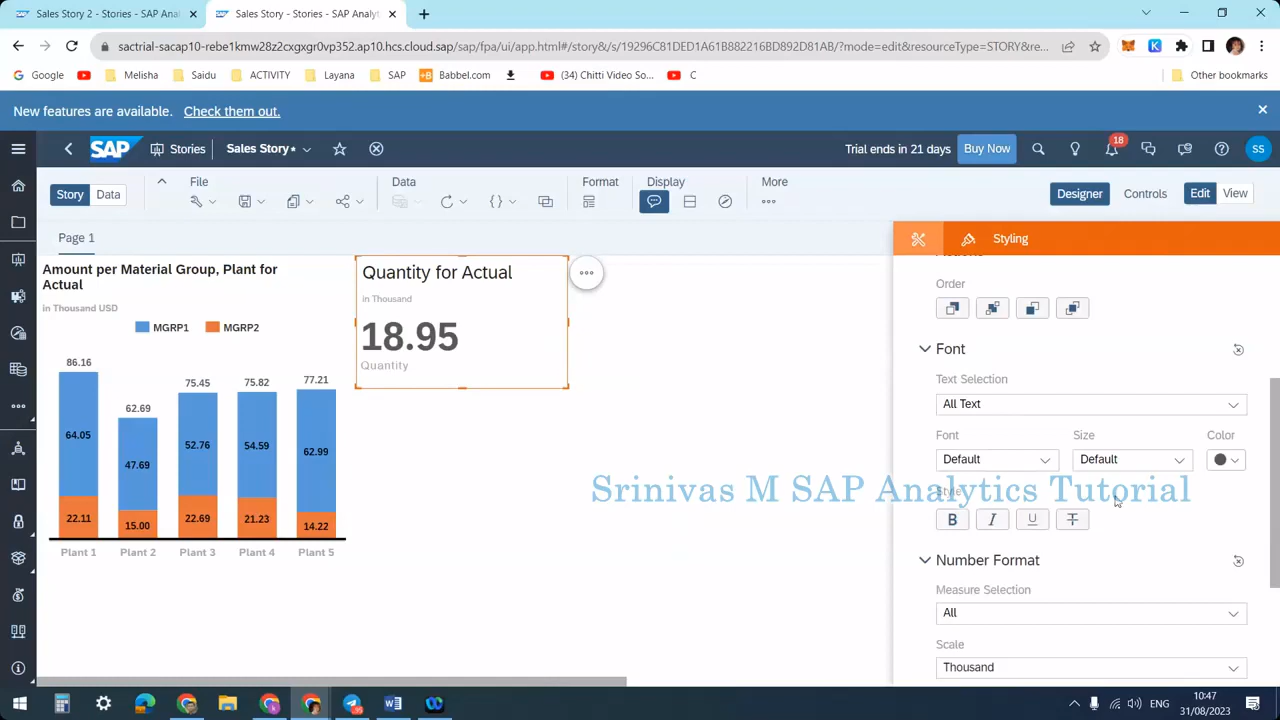 Sales Story 2 - Stories - SAP Analyt
Sales Story - Stories - SAP Analyt
sactrial-sacap10-rebe1kmw28z2cxgxgr0vp352.ap10.hcs.cloud.sap/sap/fpa/ui/app.html#/story&/s/19296C81DED1A61B882216BD892D81AB/?mode=edit&resourceType=STORY&re...
Google
Melisha
Saidu
ACTIVITY
Layana
SAP
Babbel.com
(34) Chitti Video So...
C
Other bookmarks
New features are available. Check them out.
SAP
Stories
Sales Story*
Trial ends in 21 days
Buy Now
18
SS
Story
Data
File
Data
Format
Display
More
Designer
Controls
Edit
View
Page 1
Styling
Amount per Material Group, Plant for
Actual
in Thousand USD
MGRP1
MGRP2
86.16
62.69
75.45
75.82
77.21
64.05
47.69
52.76
54.59
62.99
22.11
15.00
22.69
21.23
14.22
Plant 1
Plant 2
Plant 3
Plant 4
Plant 5
Quantity for Actual
in Thousand
18.95
Quantity
Order
Font
Text Selection
All Text
Font
Size
Color
Default
Default
Style
B
I
U
T
Srinivas M SAP Analytics Tutorial
Number Format
Measure Selection
All
Scale
Thousand
ENG
10:47
31/08/2023